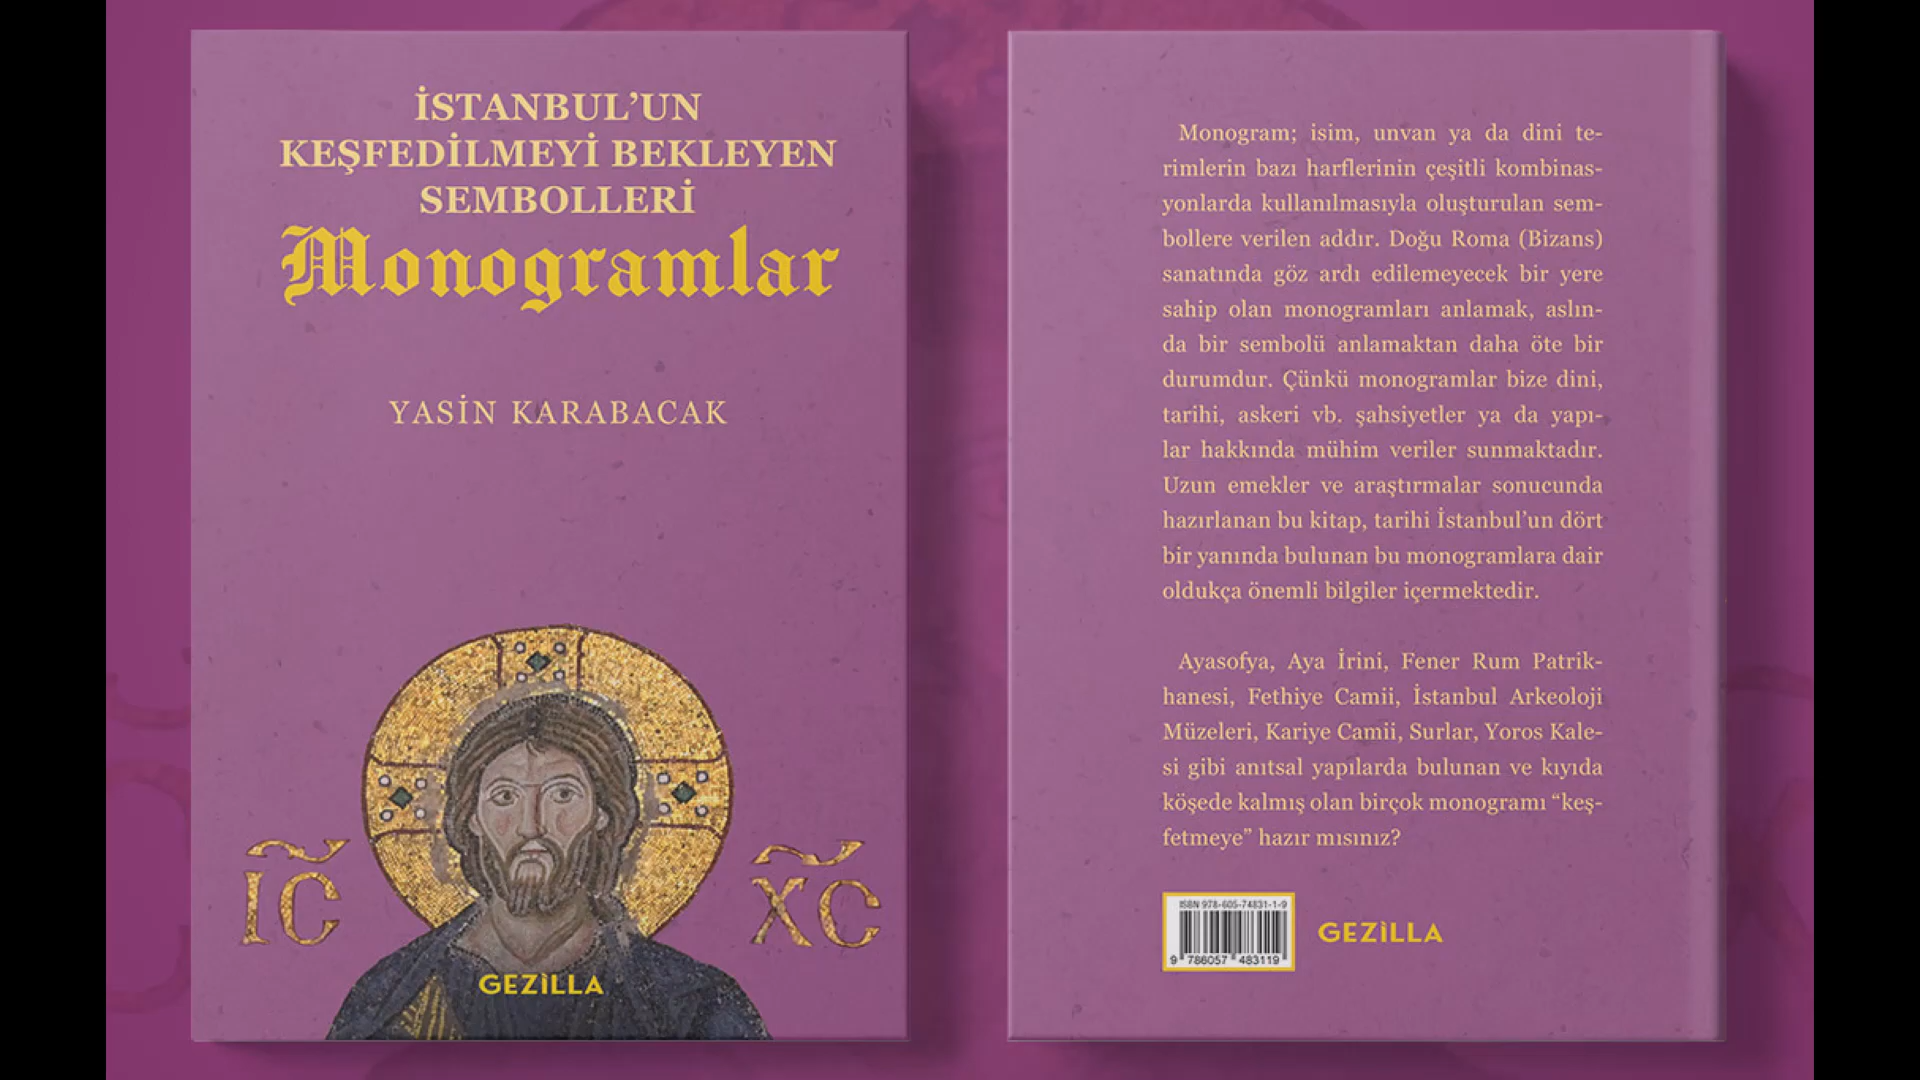 İSTANBUL’UN
KEŞFEDİLMEYİ BEKLEYEN
SEMBOLLERİ
Monogramlar
YASİN KARABACAK
IC
XC
GEZİLLA
Monogram; isim, unvan ya da dini te-
rimlerin bazı harflerinin çeşitli kombinas-
yonlarda kullanılmasıyla oluşturulan sem-
bollere verilen addır. Doğu Roma (Bizans)
sanatında göz ardı edilemeyecek bir yere
sahip olan monogramları anlamak, aslın-
da bir sembolü anlamaktan daha öte bir
durumdur. Çünkü monogramlar bize dini,
tarihi, askeri vb. şahsiyetler ya da yapı-
lar hakkında mühim veriler sunmaktadır.
Uzun emekler ve araştırmalar sonucunda
hazırlanan bu kitap, tarihi İstanbul’un dört
bir yanında bulunan bu monogramlara dair
oldukça önemli bilgiler içermektedir.
Ayasofya, Aya İrini, Fener Rum Patrik-
hanesi, Fethiye Camii, İstanbul Arkeoloji
Müzeleri, Kariye Camii, Surlar, Yoros Kale-
si gibi anıtsal yapılarda bulunan ve kıyıda
köşede kalmış olan birçok monogramı “keş-
fetmeye” hazır mısınız?
ISBN 978-605-74831-1-9
9 786057 483119
GEZİLLA